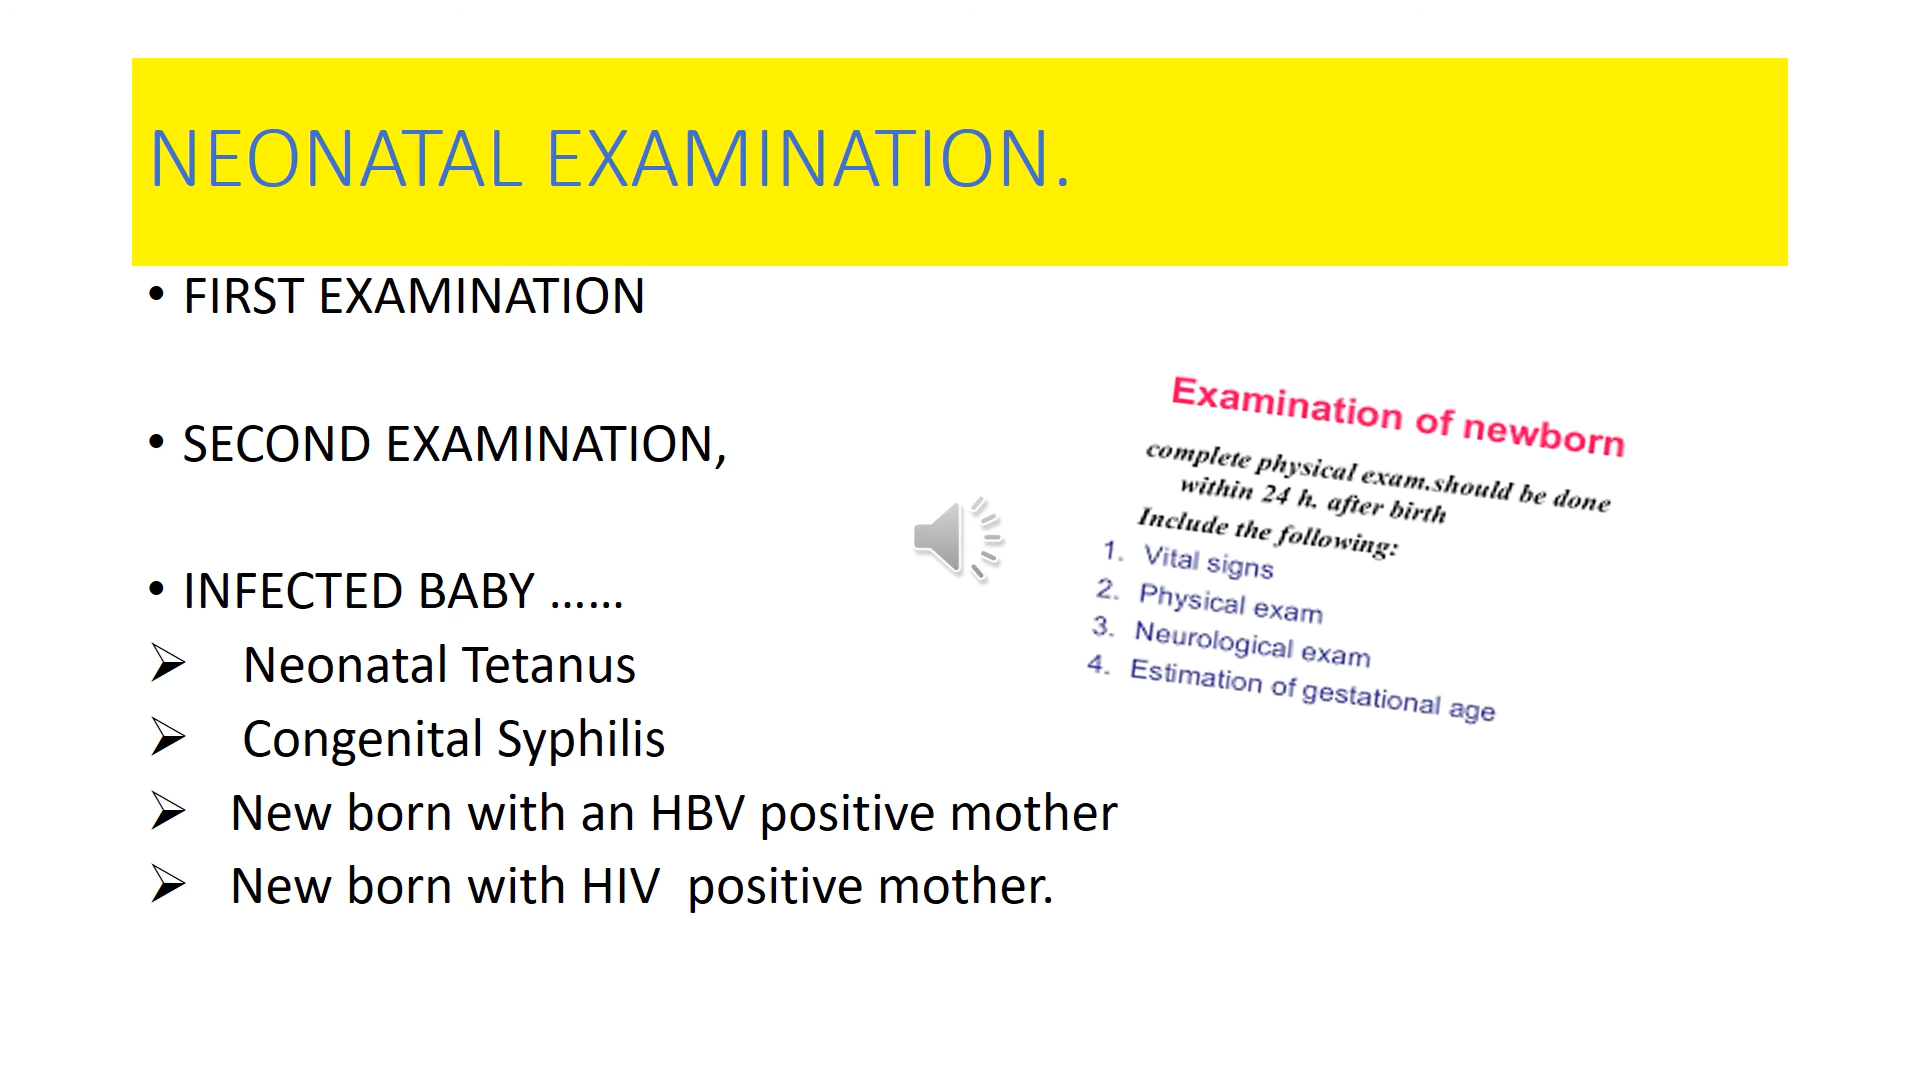 NEONATAL EXAMINATION.
• FIRST EXAMINATION
• SECOND EXAMINATION,
• INFECTED BABY ……
➢ Neonatal Tetanus
➢ Congenital Syphilis
➢ New born with an HBV positive mother
➢ New born with HIV positive mother.
Examination of newborn
complete physical exam.should be done
within 24 h. after birth
Include the following:
1. Vital signs
2. Physical exam
3. Neurological exam
4. Estimation of gestational age